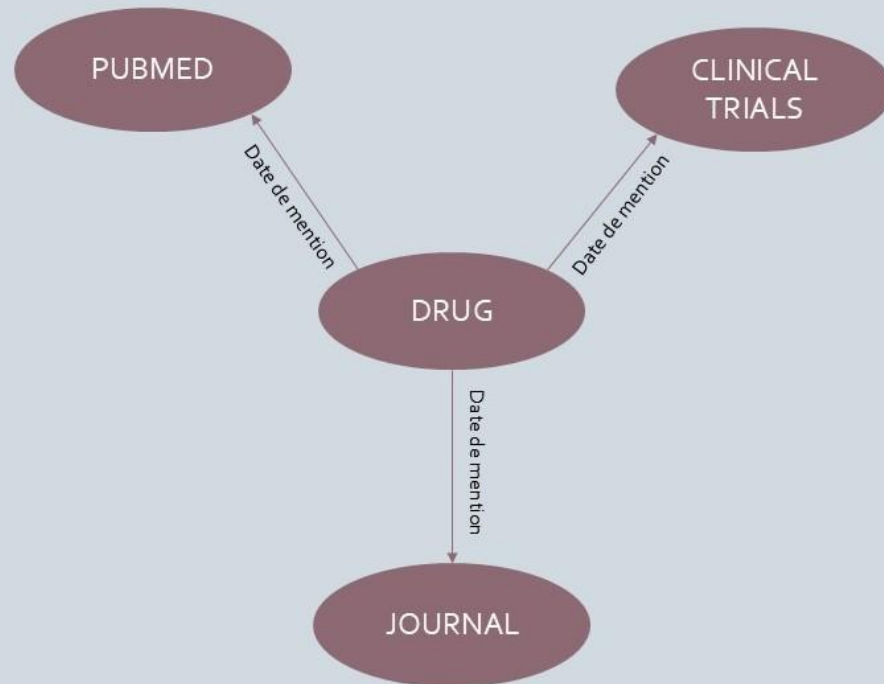 PUBMED
CLINICAL
TRIALS
Date de mention
Date de mention
DRUG
Date de mention
JOURNAL